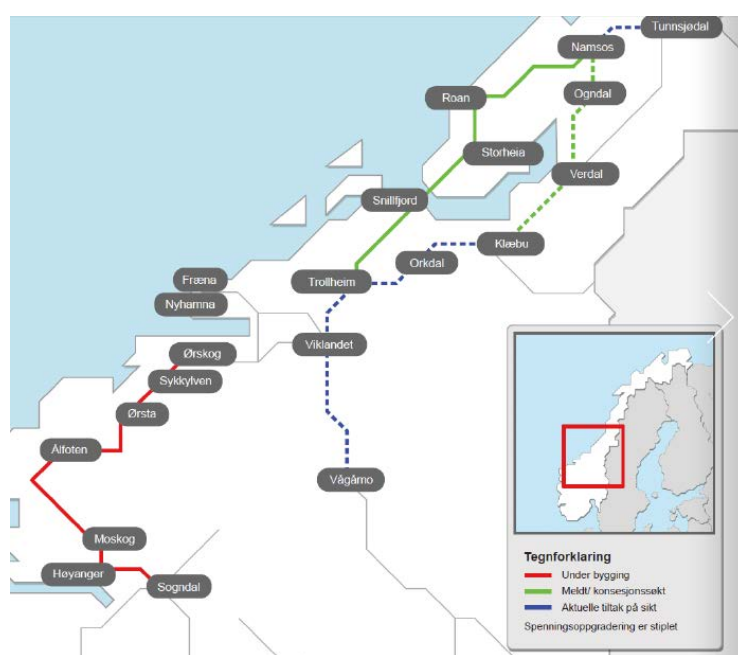 Tunnsjødal
Namsos
Roan
Ogndal
Storheia
Verdal
Snillfjord
Klæbu
Orkdal
Fræna
Trollheim
Nyhamna
Viklandet
Ørskog
Sykkylven
Ørsta
Ålfoten
Vågåmo
Moskog
Høyanger
Sogndal
Tegnforklaring
Under bygging
Meldt/ konsesjonssøkt
Aktuelle tiltak på sikt
Spenningsoppgradering er stiplet